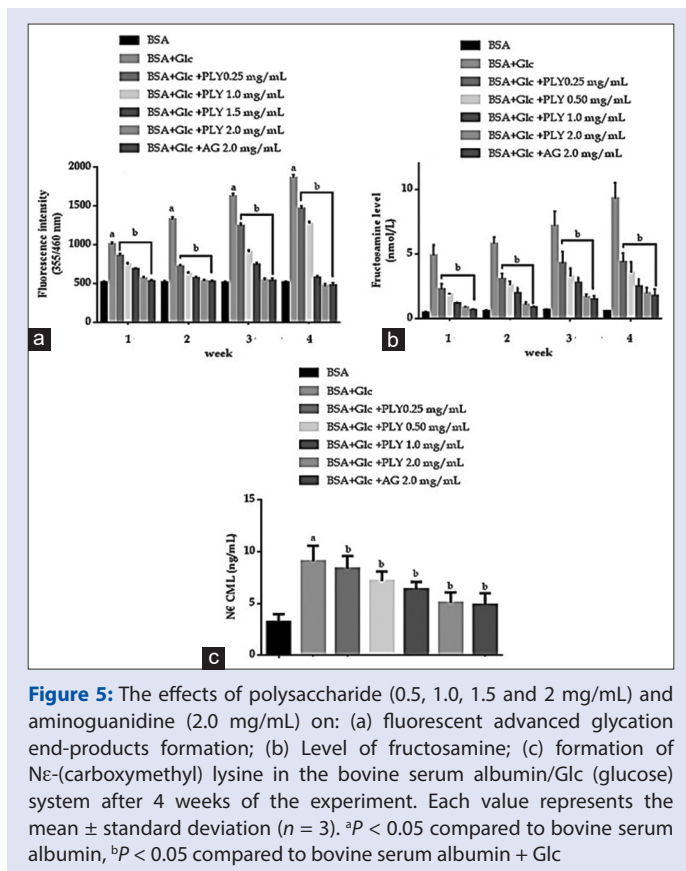 BSA
BSA+Glc
BSA+Glc +PLY0.25 mg/mL
BSA+Glc +PLY 1.0 mg/mL
BSA+Glc +PLY 1.5 mg/mL
BSA+Glc +PLY 2.0 mg/mL
BSA+Glc +AG 2.0 mg/mL
Fluorescence intensity
(355/460 nm)
2000
1500
1000
500
0
a
b
a
b
a
b
a
b
1
2
3
4
week
a
BSA
BSA+Glc
BSA+Glc +PLY0.25 mg/mL
BSA+Glc +PLY 0.50 mg/mL
BSA+Glc +PLY 1.0 mg/mL
BSA+Glc +PLY 2.0 mg/mL
BSA+Glc +AG 2.0 mg/mL
Fructosamine level
(nmol/L)
10
5
0
b
b
b
b
1
2
3
4
week
b
BSA
BSA+Glc
BSA+Glc +PLY0.25 mg/mL
BSA+Glc +PLY 0.50 mg/mL
BSA+Glc +PLY 1.0 mg/mL
BSA+Glc +PLY 2.0 mg/mL
BSA+Glc +AG 2.0 mg/mL
Nε CML (ng/mL)
15
10
5
0
a
b
b
b
b
b
c
Figure 5: The effects of polysaccharide (0.5, 1.0, 1.5 and 2 mg/mL) and
aminoguanidine (2.0 mg/mL) on: (a) fluorescent advanced glycation
end-products formation; (b) Level of fructosamine; (c) formation of
Nε-(carboxymethyl) lysine in the bovine serum albumin/Glc (glucose)
system after 4 weeks of the experiment. Each value represents the
mean ± standard deviation (n = 3). ᵃP < 0.05 compared to bovine serum
albumin, ᵇP < 0.05 compared to bovine serum albumin + Glc